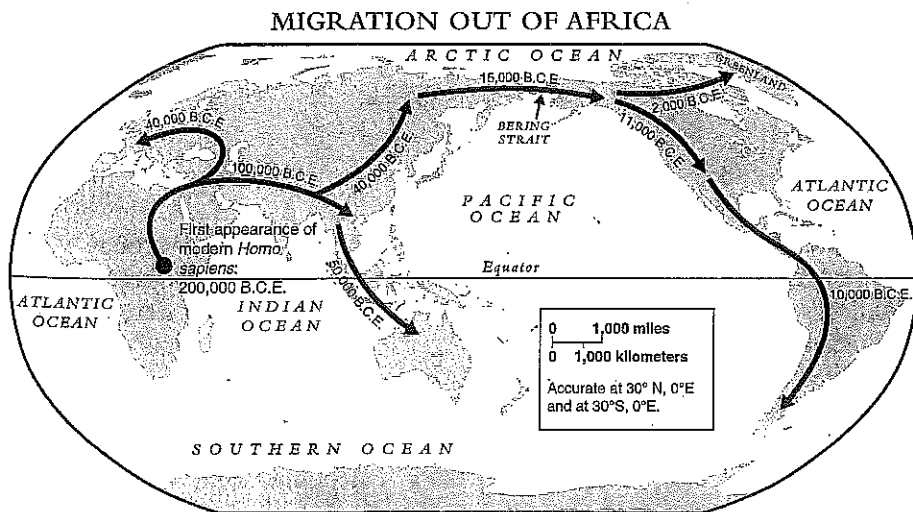 MIGRATION OUT OF AFRICA
ARCTIC OCEAN
15,000 B.C.E.
GREENLAND
2,000 B.C.E.
BERING
STRAIT
11,000 B.C.E.
40,000 B.C.E.
100,000 B.C.E.
40,000 B.C.E.
PACIFIC
OCEAN
ATLANTIC
OCEAN
First appearance of
modern Homo
sapiens:
200,000 B.C.E.
50,000 B.C.E.
Equator
10,000 B.C.E.
ATLANTIC
OCEAN
INDIAN
OCEAN
0 1,000 miles
0 1,000 kilometers
Accurate at 30° N, 0°E
and at 30°S, 0°E.
SOUTHERN OCEAN